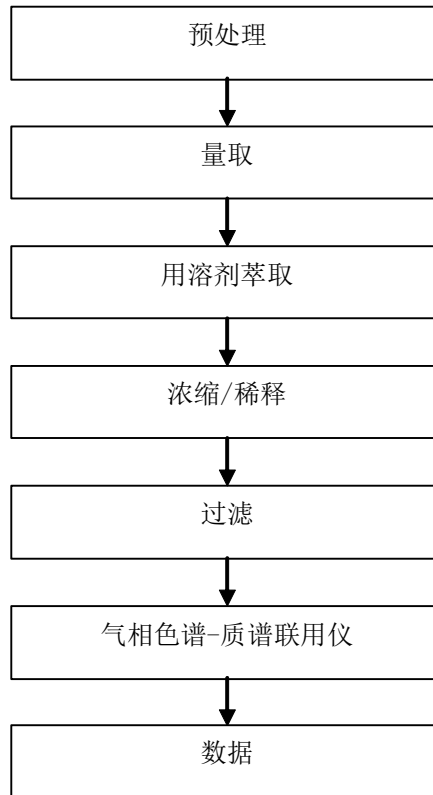 预处理
量取
用溶剂萃取
浓缩/稀释
过滤
气相色谱-质谱联用仪
数据